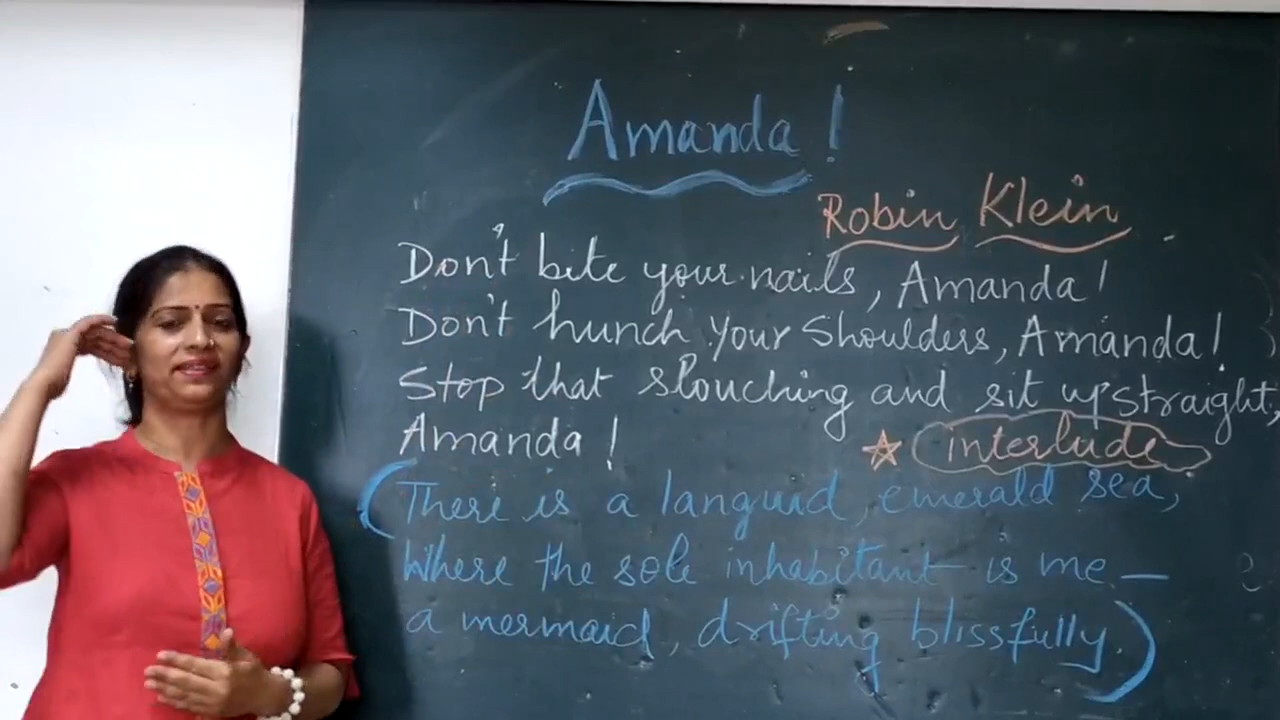 Amanda!
Robin Klein
Don't bite your nails, Amanda!
Don't hunch your shoulders, Amanda!
Stop that slouching and sit up straight,
Amanda!
interlude
(There is a languid, emerald sea,
Where the sole inhabitant is me —
a mermaid, drifting blissfully.)